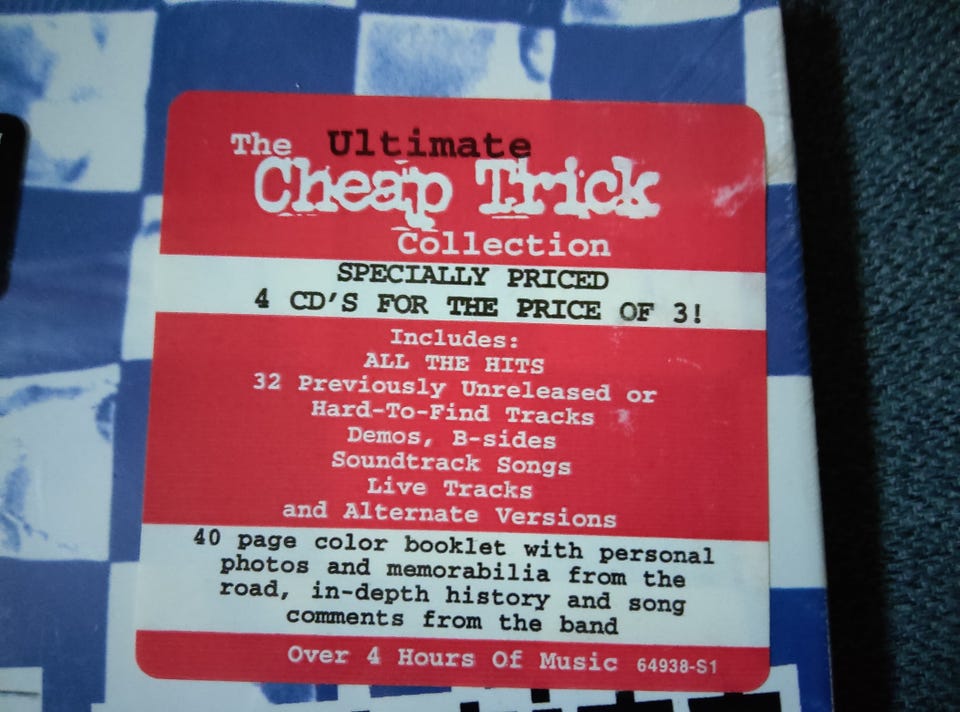 The Ultimate
Cheap Trick
Collection
SPECIALLY PRICED
4 CD'S FOR THE PRICE OF 3!
Includes:
ALL THE HITS
32 Previously Unreleased or
Hard-To-Find Tracks
Demos, B-sides
Soundtrack Songs
Live Tracks
and Alternate Versions
40 page color booklet with personal
photos and memorabilia from the
road, in-depth history and song
comments from the band
Over 4 Hours Of Music 64938-S1